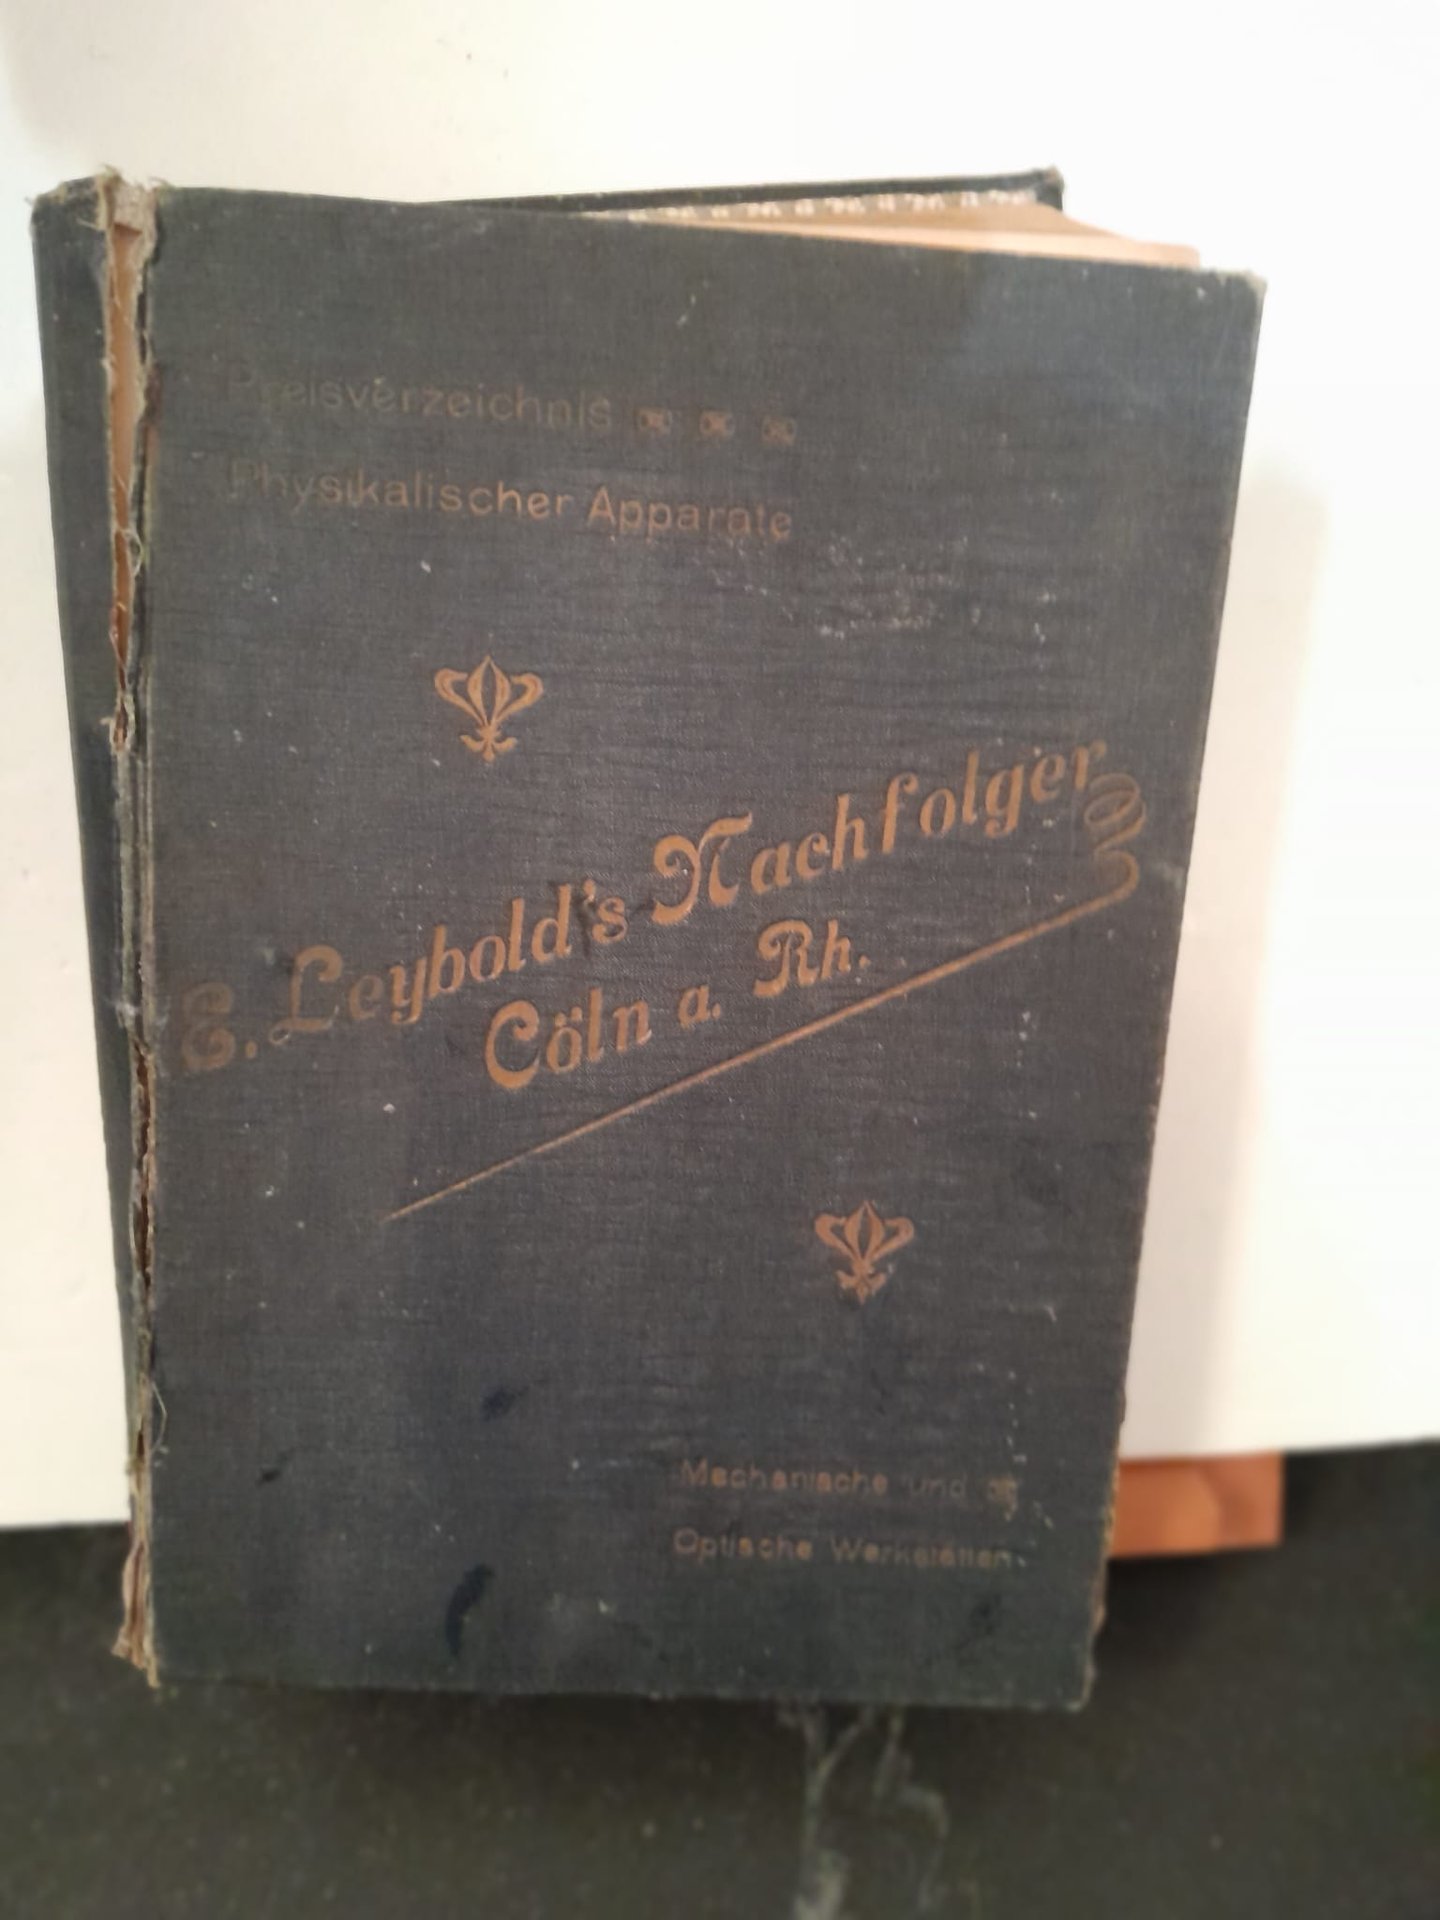 Preisverzeichnis
Physikalischer Apparate
E. Leybold's Nachfolger
Cöln a. Rh.
Mechanische und
Optische Werkstätten